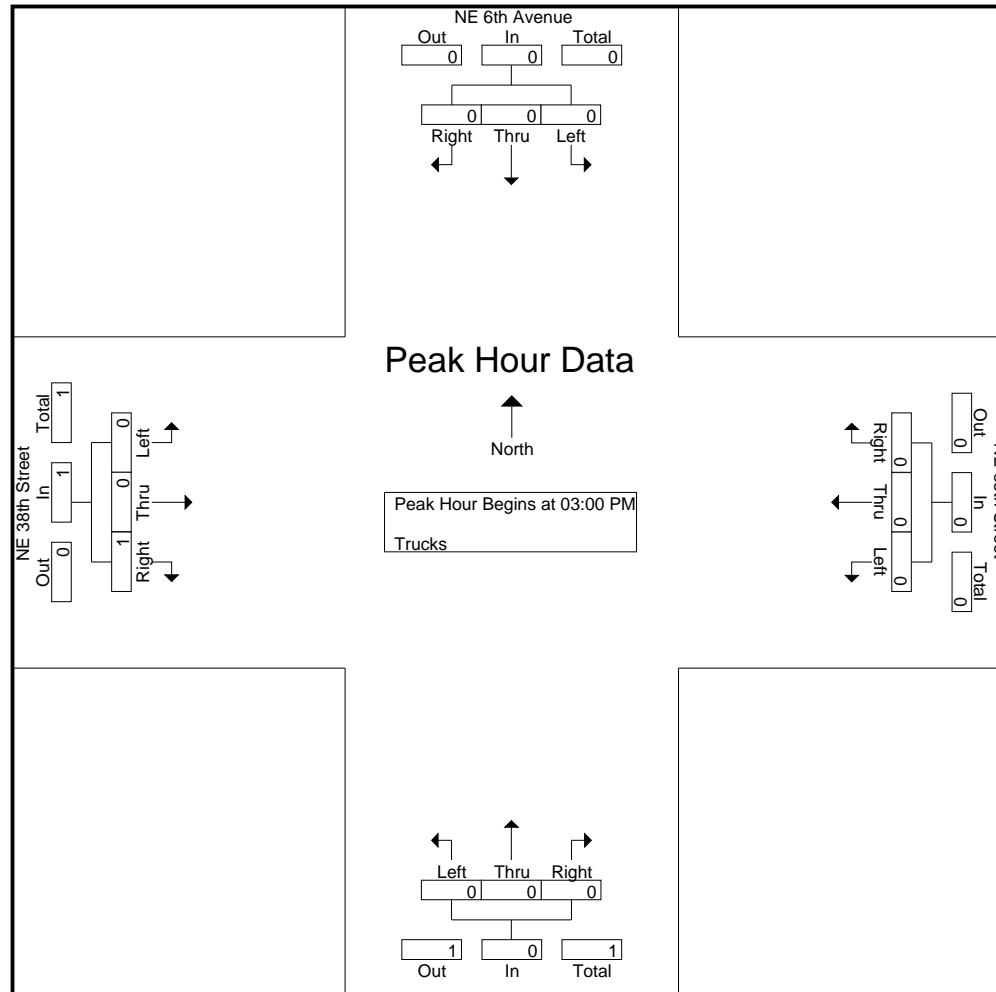 NE 6th Avenue
Out In Total
0 0 0
0 0 0
Right Thru Left
Peak Hour Data
North
Peak Hour Begins at 03:00 PM
Trucks
NE 38th Street
Out In Total
0 1 1
1 0 0
Right Thru Left
Out In Total
0 0 0
0 0 0
Right Thru Left
Left Thru Right
0 0 0
1 0 1
Out In Total